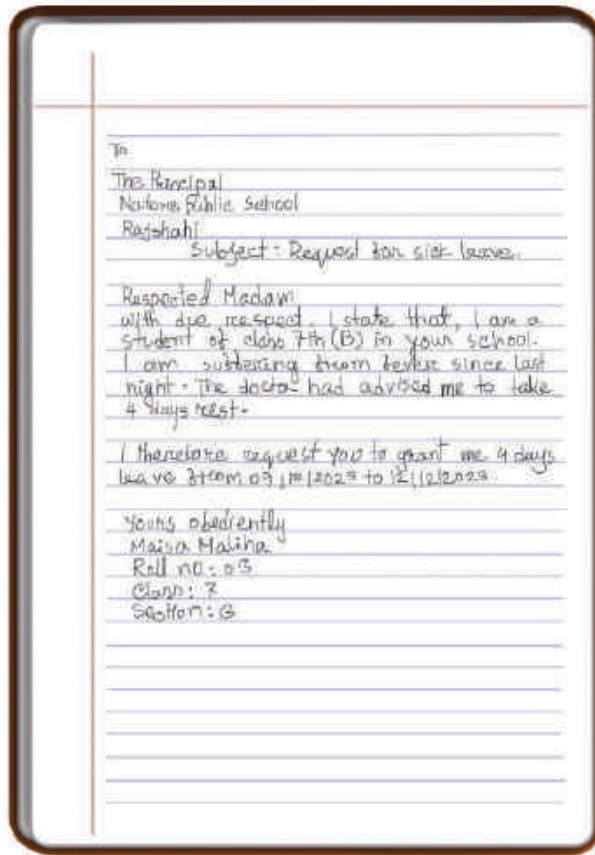 To
The Principal
Natore Public School
Rajshahi
Subject: Request for sick leave.
Respected Madam
With due respect, I state that, I am a
student of class 7th (B) in your school.
I am suffering from fever since last
night. The doctor had advised me to take
4 days rest.
I therefore request you to grant me 4 days
leave from to
Yours obediently
Maisa Maliha
Roll no: 03
Class: 7
Section: